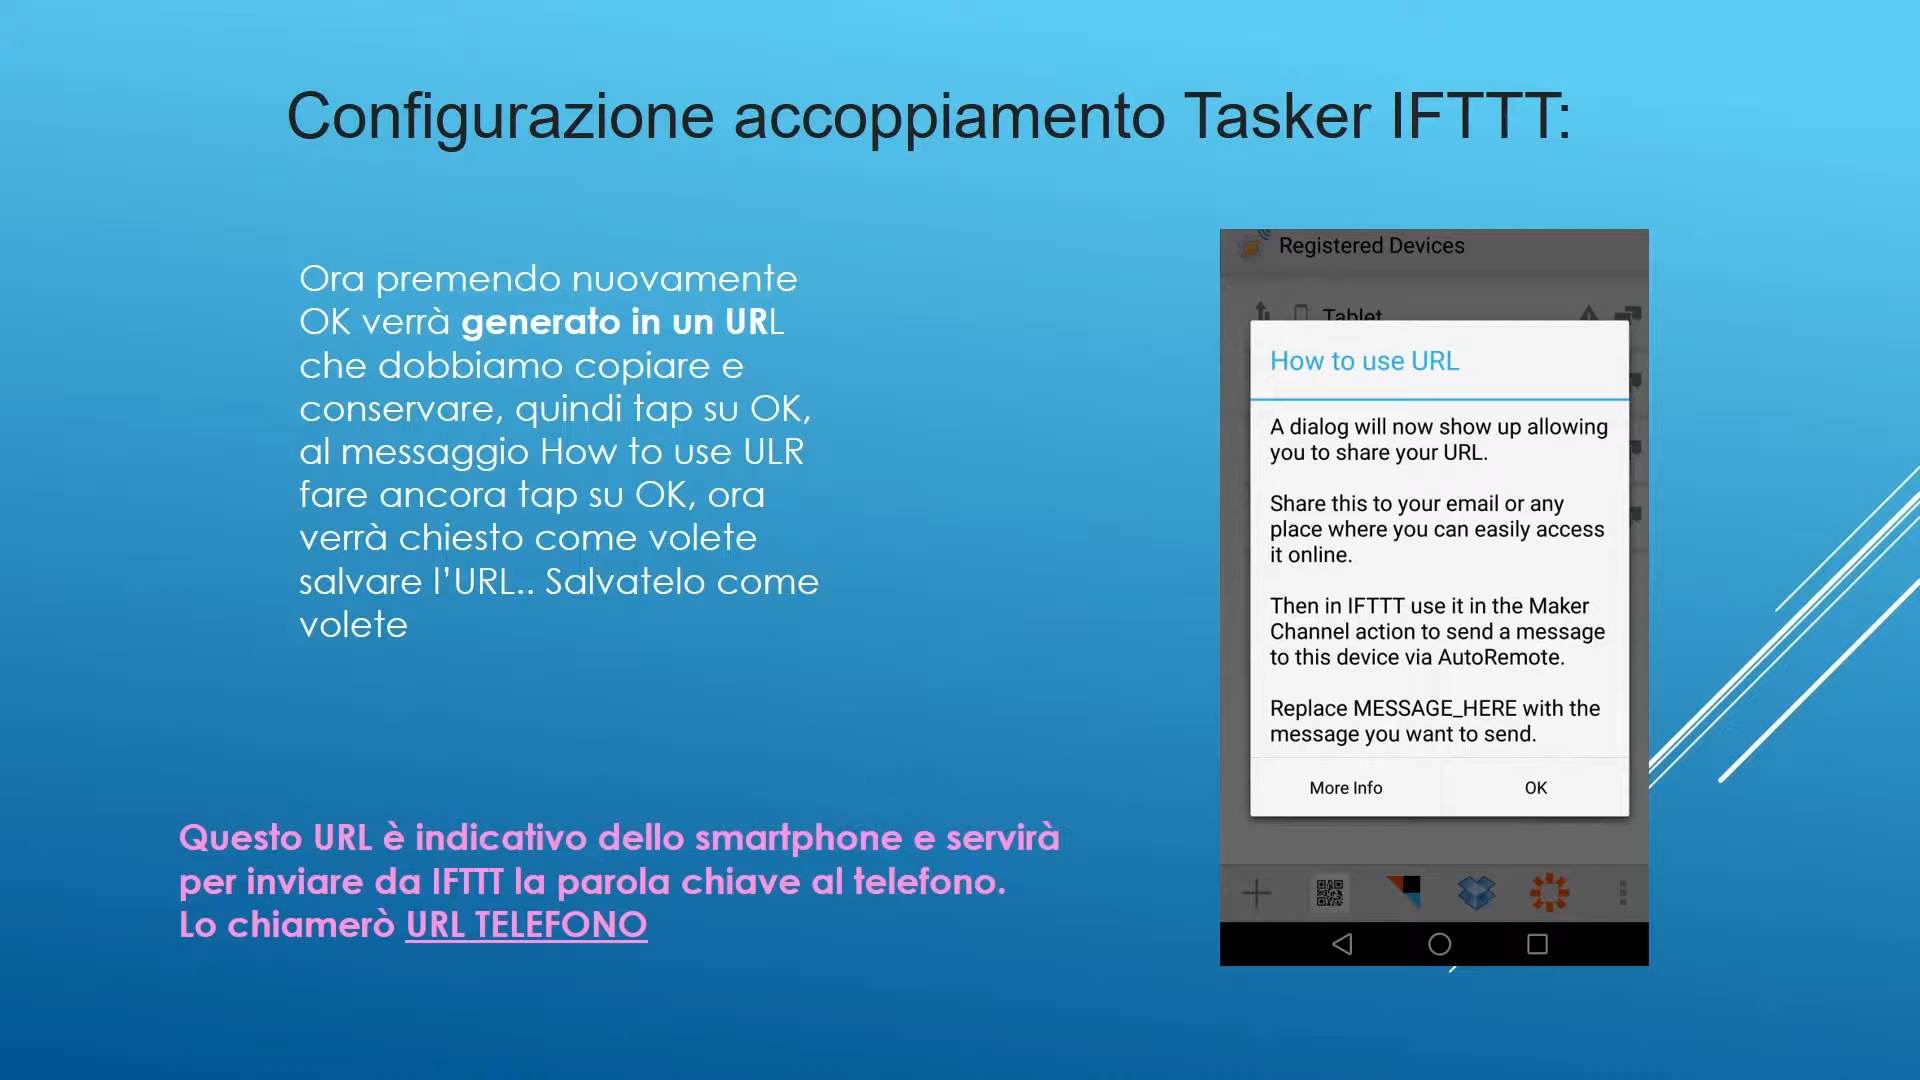 Configurazione accoppiamento Tasker IFTTT:
Ora premendo nuovamente
OK verrà generato in un URL
che dobbiamo copiare e
conservare, quindi tap su OK,
al messaggio How to use ULR
fare ancora tap su OK, ora
verrà chiesto come volete
salvare l’URL.. Salvatelo come
volete
Questo URL è indicativo dello smartphone e servirà
per inviare da IFTTT la parola chiave al telefono.
Lo chiamerò URL TELEFONO
Registered Devices
Tablet
How to use URL
A dialog will now show up allowing
you to share your URL.
Share this to your email or any
place where you can easily access
it online.
Then in IFTTT use it in the Maker
Channel action to send a message
to this device via AutoRemote.
Replace MESSAGE_HERE with the
message you want to send.
More Info
OK